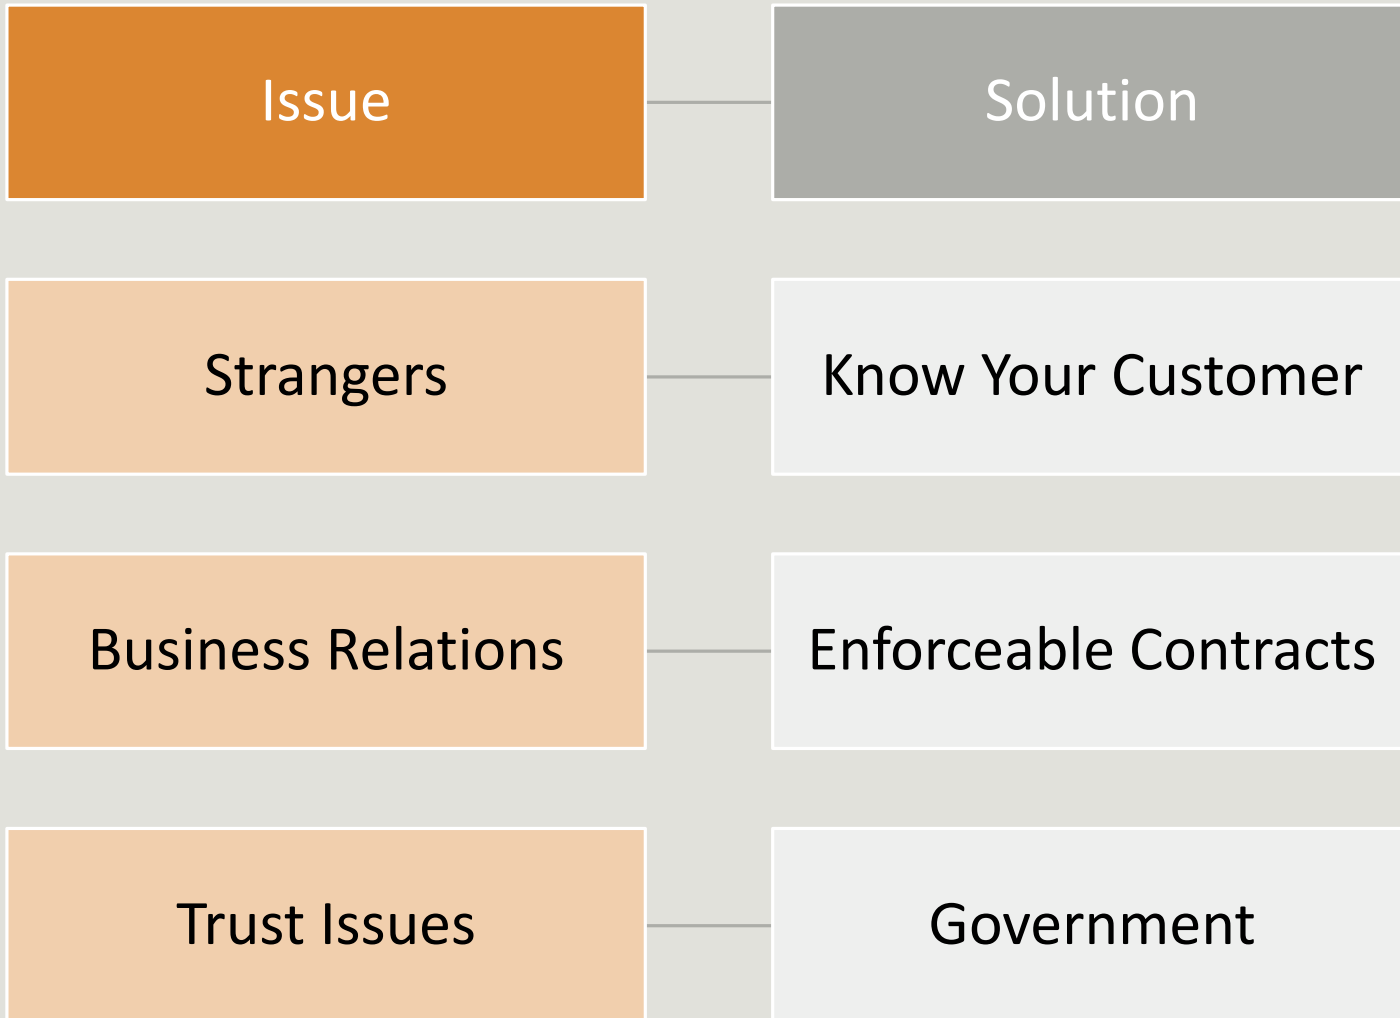 Issue
Solution
Strangers
Know Your Customer
Business Relations
Enforceable Contracts
Trust Issues
Government